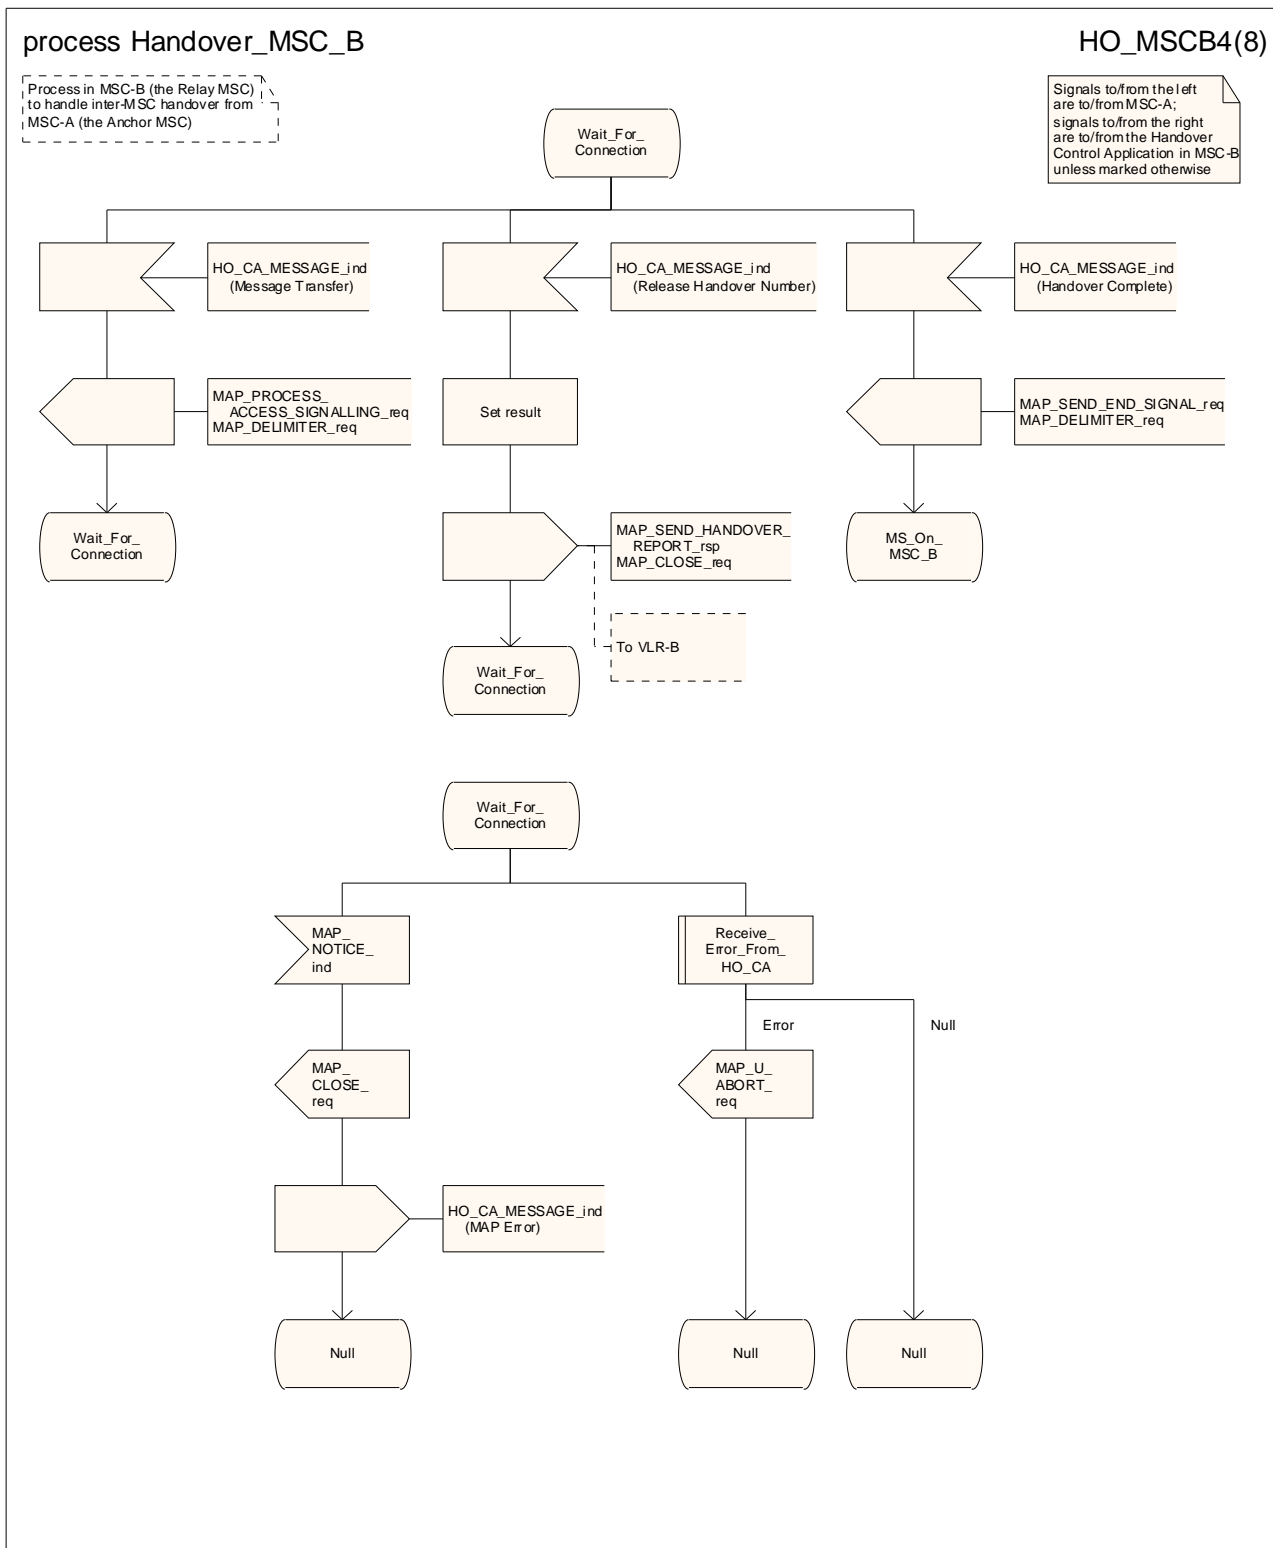 process Handover_MSC_B
HO_MSCB4(8)
Process in MSC-B (the Relay MSC)
to handle inter-MSC handover from
MSC-A (the Anchor MSC)
Signals to/from the left
are to/from MSC-A;
signals to/from the right
are to/from the Handover
Control Application in MSC-B
unless marked otherwise
Wait_For_
Connection
HO_CA_MESSAGE_ind
(Message Transfer)
HO_CA_MESSAGE_ind
(Release Handover Number)
HO_CA_MESSAGE_ind
(Handover Complete)
MAP_PROCESS_
ACCESS_SIGNALLING_req
MAP_DELIMITER_req
Set result
MAP_SEND_END_SIGNAL_req
MAP_DELIMITER_req
Wait_For_
Connection
MAP_SEND_HANDOVER_
REPORT_rsp
MAP_CLOSE_req
MS_On_
MSC_B
To VLR-B
Wait_For_
Connection
Wait_For_
Connection
MAP_
NOTICE_
ind
Receive_
Error_From_
HO_CA
Error
Null
MAP_
CLOSE_
req
MAP_U_
ABORT_
req
HO_CA_MESSAGE_ind
(MAP Error)
Null
Null
Null